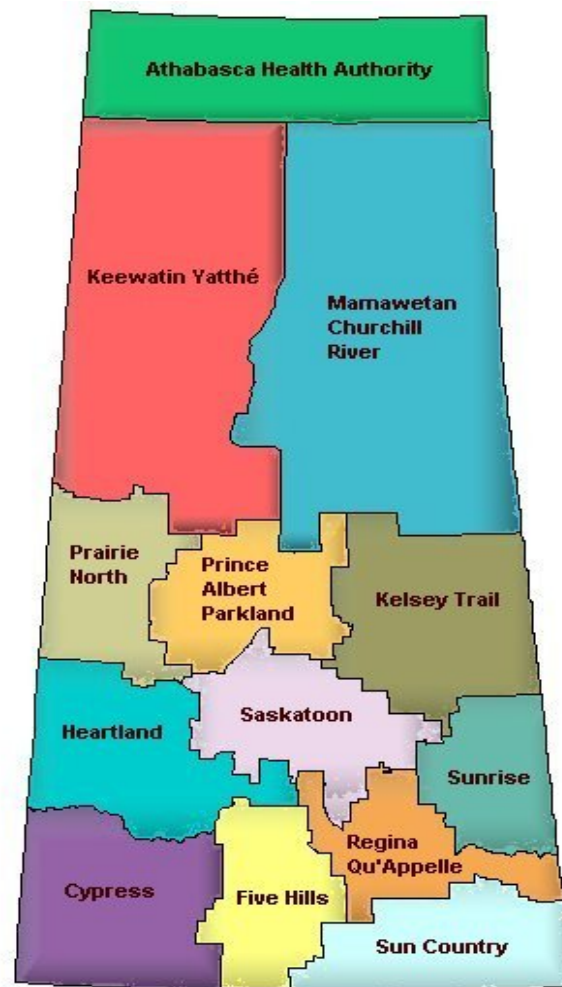 Athabasca Health Authority
Keewatin Yatthé
Mamawetan
Churchill
River
Prairie
North
Prince
Albert
Parkland
Kelsey Trail
Saskatoon
Heartland
Sunrise
Regina
Qu'Appelle
Cypress
Five Hills
Sun Country